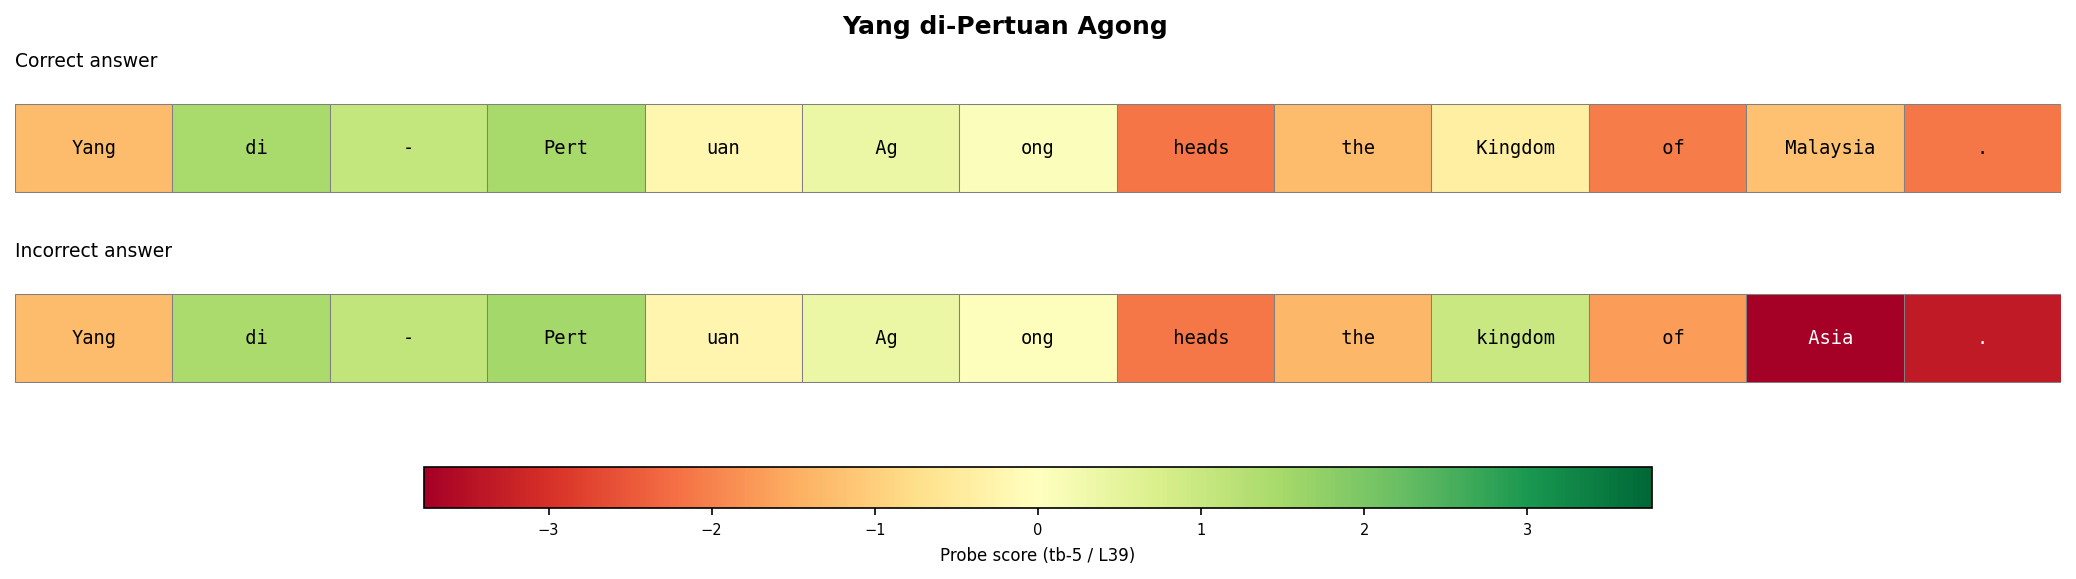 Yang di-Pertuan Agong
Correct answer
Yang di - Pert uan Ag ong heads the Kingdom of Malaysia .
Incorrect answer
Yang di - Pert uan Ag ong heads the kingdom of Asia .
−3 −2 −1 0 1 2 3
Probe score (tb-5 / L39)